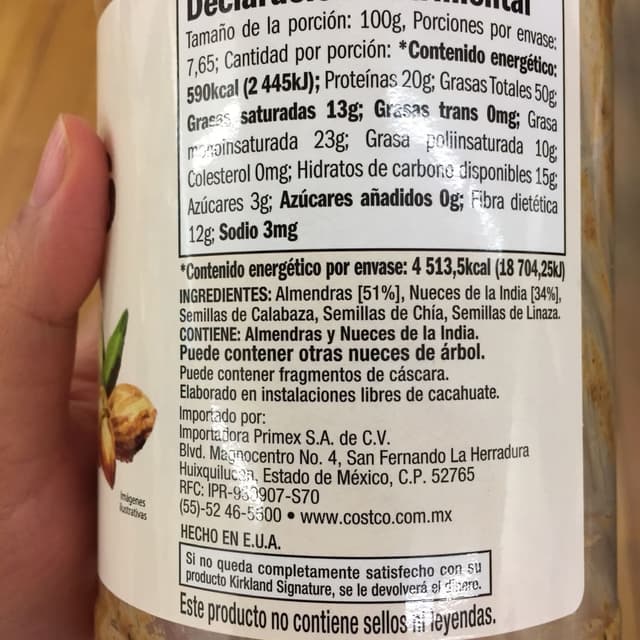 Tamaño de la porción: 100g, Porciones por envase:
7,65; Cantidad por porción: *Contenido energético:
590kcal (2 445kJ); Proteínas 20g; Grasas Totales 50g;
Grasas saturadas 13g; Grasas trans 0mg; Grasa
monoinsaturada 23g; Grasa poliinsaturada 10g;
Colesterol 0mg; Hidratos de carbono disponibles 15g;
Azúcares 3g; Azúcares añadidos 0g; Fibra dietética
12g; Sodio 3mg
*Contenido energético por envase: 4 513,5kcal (18 704,25kJ)
INGREDIENTES: Almendras [51%], Nueces de la India [34%],
Semillas de Calabaza, Semillas de Chía, Semillas de Linaza.
CONTIENE: Almendras y Nueces de la India.
Puede contener otras nueces de árbol.
Puede contener fragmentos de cáscara.
Elaborado en instalaciones libres de cacahuate.
Importado por:
Importadora Primex S.A. de C.V.
Blvd. Magnocentro No. 4, San Fernando La Herradura
Huixquilucan, Estado de México, C.P. 52765
RFC:
(55)-52 46-5500 • www.costco.com.mx
HECHO EN E.U.A.
Si no queda completamente satisfecho con su
producto Kirkland Signature, se le devolverá el dinero.
Este producto no contiene sellos ni leyendas.
Imágenes
ilustrativas